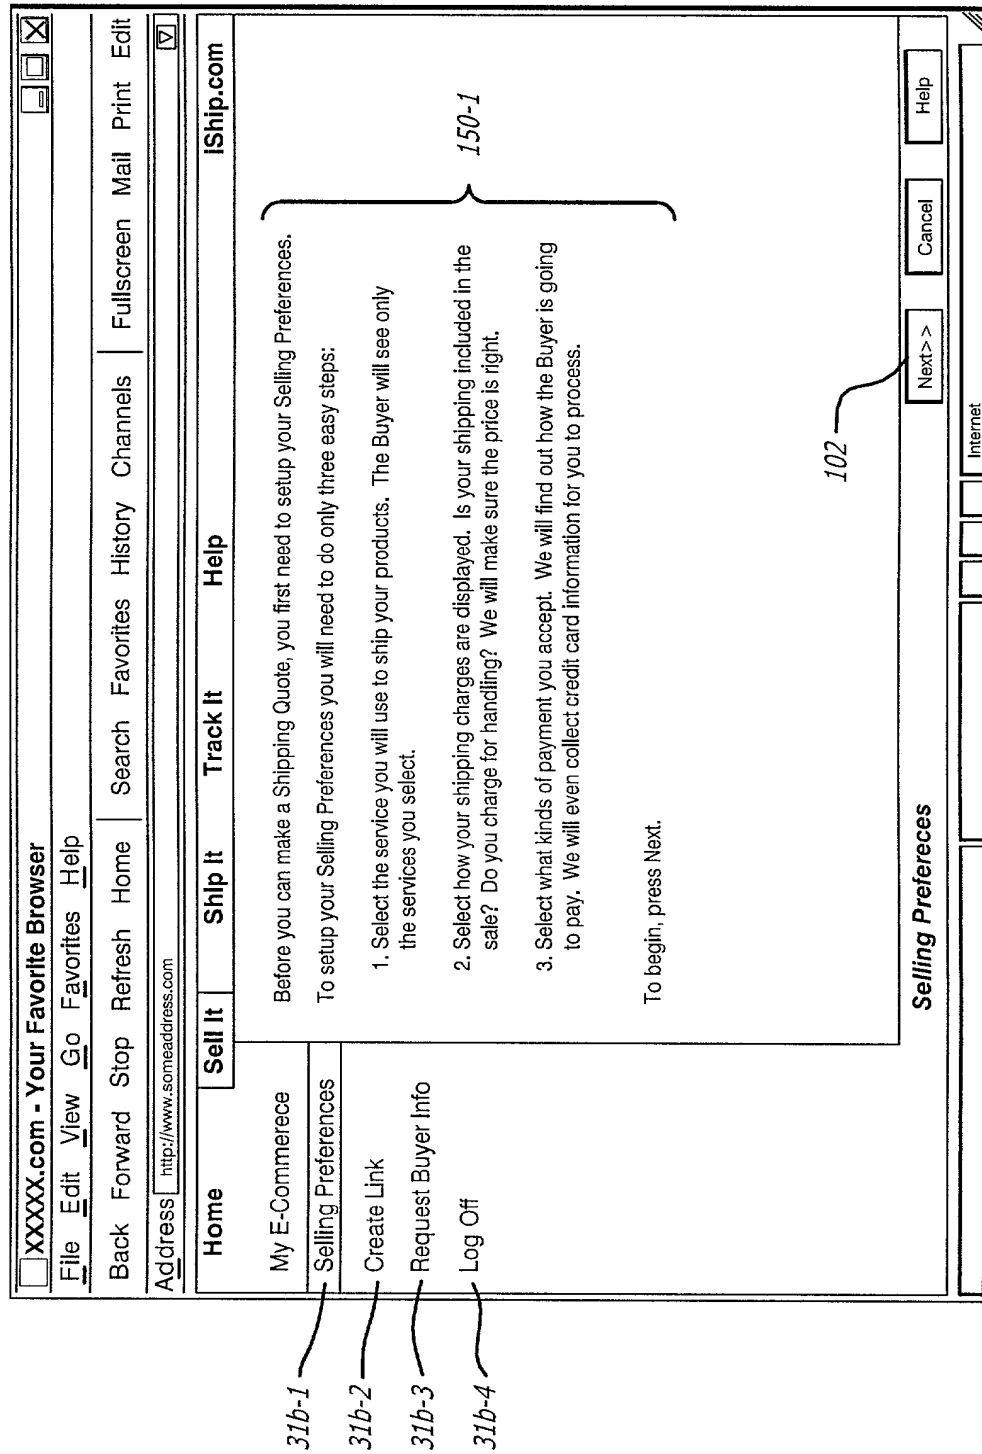 XXXXX.com - Your Favorite Browser
File Edit View Go Favorites Help
Back Forward Stop Refresh Home Search Favorites History Channels Fullscreen Mail Print Edit
Address http://www.someaddress.com
Home Sell It Ship It Track It Help iShip.com
My E-Commerece
Selling Preferences
Create Link
Request Buyer Info
Log Off
31b-1
31b-2
31b-3
31b-4
Before you can make a Shipping Quote, you first need to setup your Selling Preferences.
To setup your Selling Preferences you will need to do only three easy steps:
1. Select the service you will use to ship your products. The Buyer will see only
the services you select.
2. Select how your shipping charges are displayed. Is your shipping included in the
sale? Do you charge for handling? We will make sure the price is right.
3. Select what kinds of payment you accept. We will find out how the Buyer is going
to pay. We will even collect credit card information for you to process.
To begin, press Next.
150-1
102
Selling Prefereces
Next>> Cancel Help
Internet